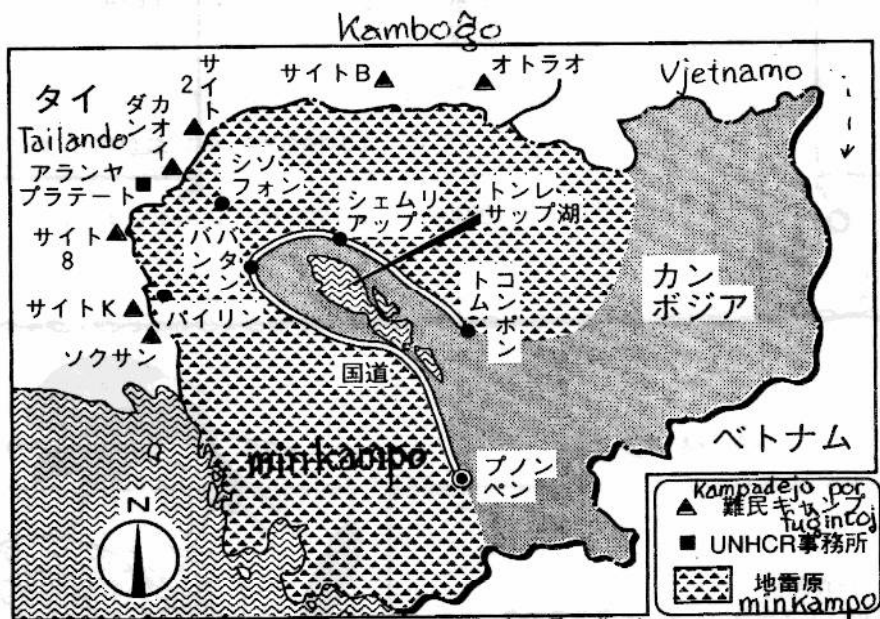 Kamboĝo
サイトB
オトラオ
Vjetnamo
サイト
2
タイ
Tailando
カオイ
ダン
アランヤ
プラテート
シソ
フォン
シェムリ
アップ
トンレ
サップ湖
サイト
8
バタン
バン
コンポン
トム
カン
ボジア
サイトK
パイリン
ソクサン
国道
minkampo
プノン
ペン
ベトナム
N
Kampadejo por
難民キャンプ
fugintoj
UNHCR事務所
地雷原
minkampo